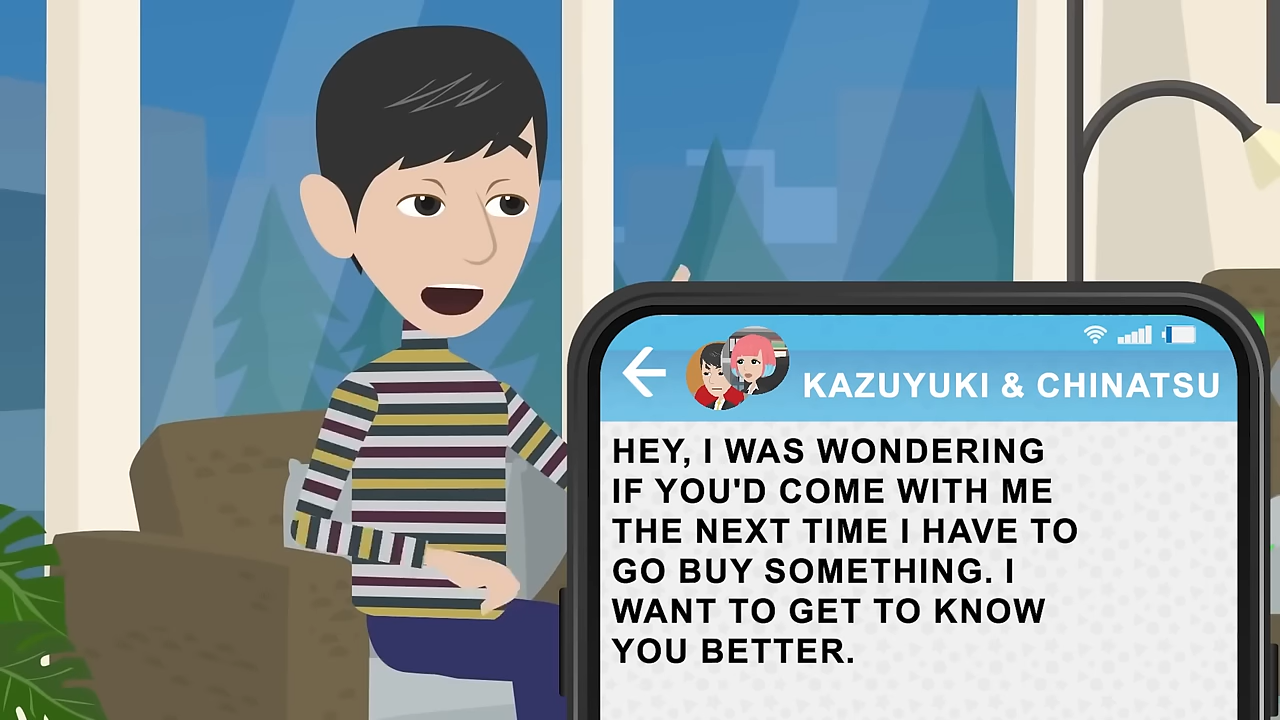 KAZUYUKI & CHINATSU
HEY, I WAS WONDERING
IF YOU'D COME WITH ME
THE NEXT TIME I HAVE TO
GO BUY SOMETHING. I
WANT TO GET TO KNOW
YOU BETTER.